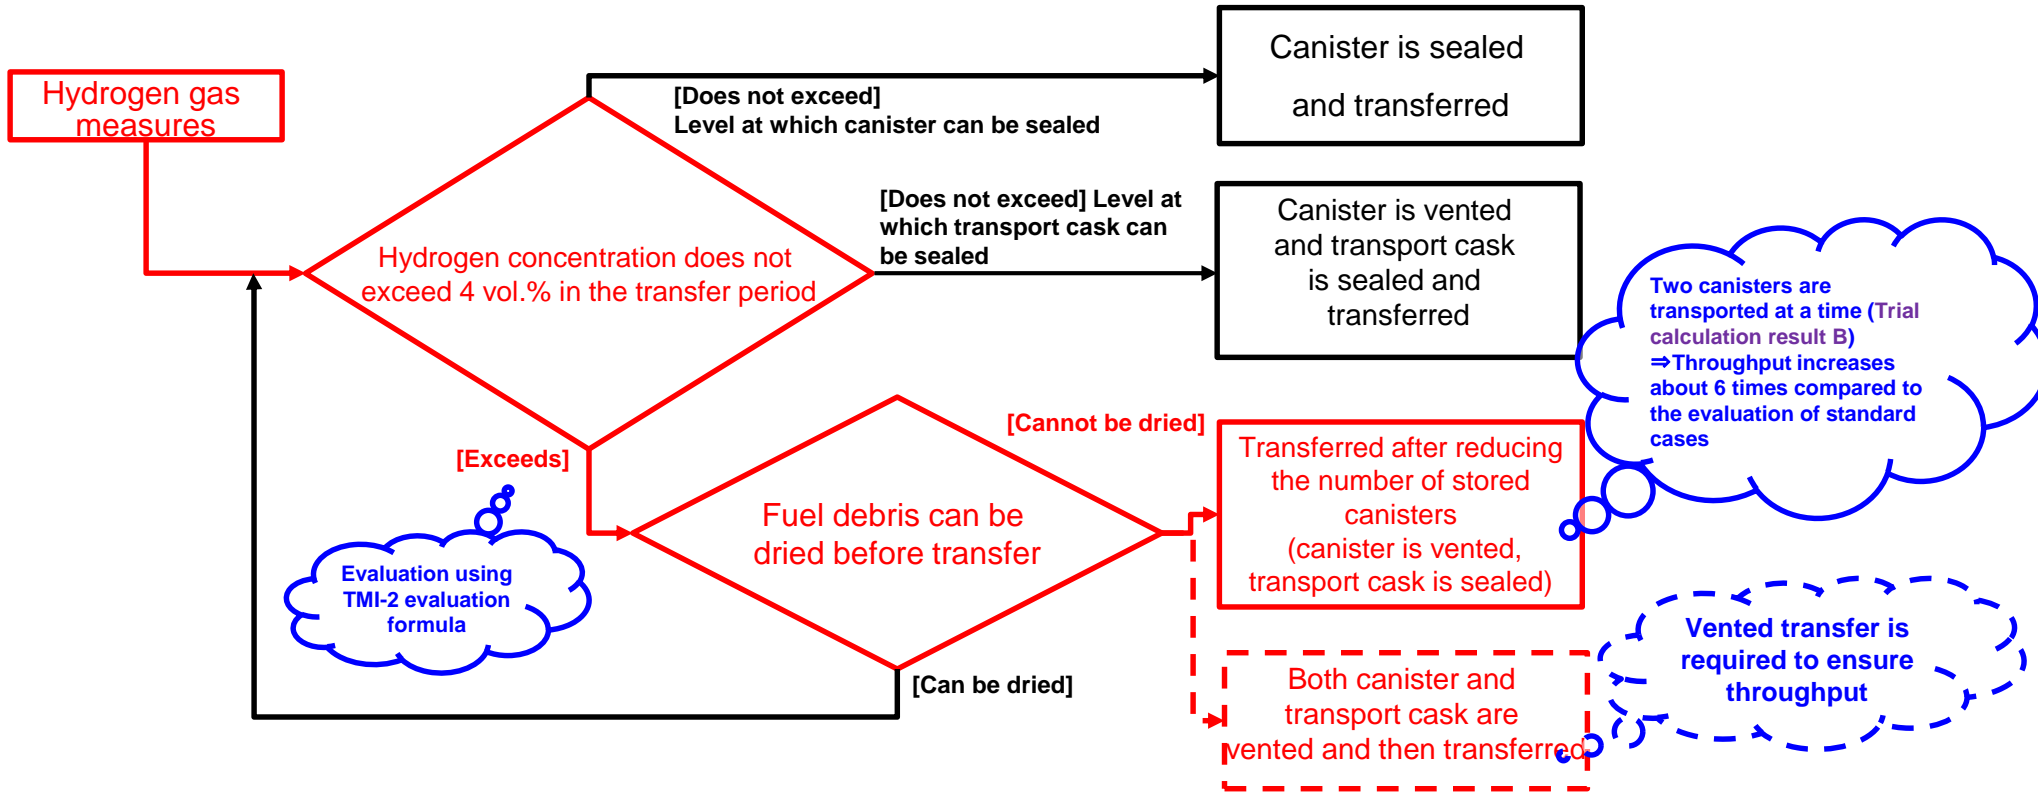 Hydrogen gas
measures
[Does not exceed]
Level at which canister can be sealed
Canister is sealed
and transferred
Hydrogen concentration does not
exceed 4 vol.% in the transfer period
[Does not exceed] Level at
which transport cask can
be sealed
Canister is vented
and transport cask
is sealed and
transferred
Two canisters are
transported at a time (Trial
calculation result B)
⇒Throughput increases
about 6 times compared to
the evaluation of standard
cases
[Exceeds]
Evaluation using
TMI-2 evaluation
formula
Fuel debris can be
dried before transfer
[Cannot be dried]
Transferred after reducing
the number of stored
canisters
(canister is vented,
transport cask is sealed)
[Can be dried]
Both canister and
transport cask are
vented and then transferred
Vented transfer is
required to ensure
throughput